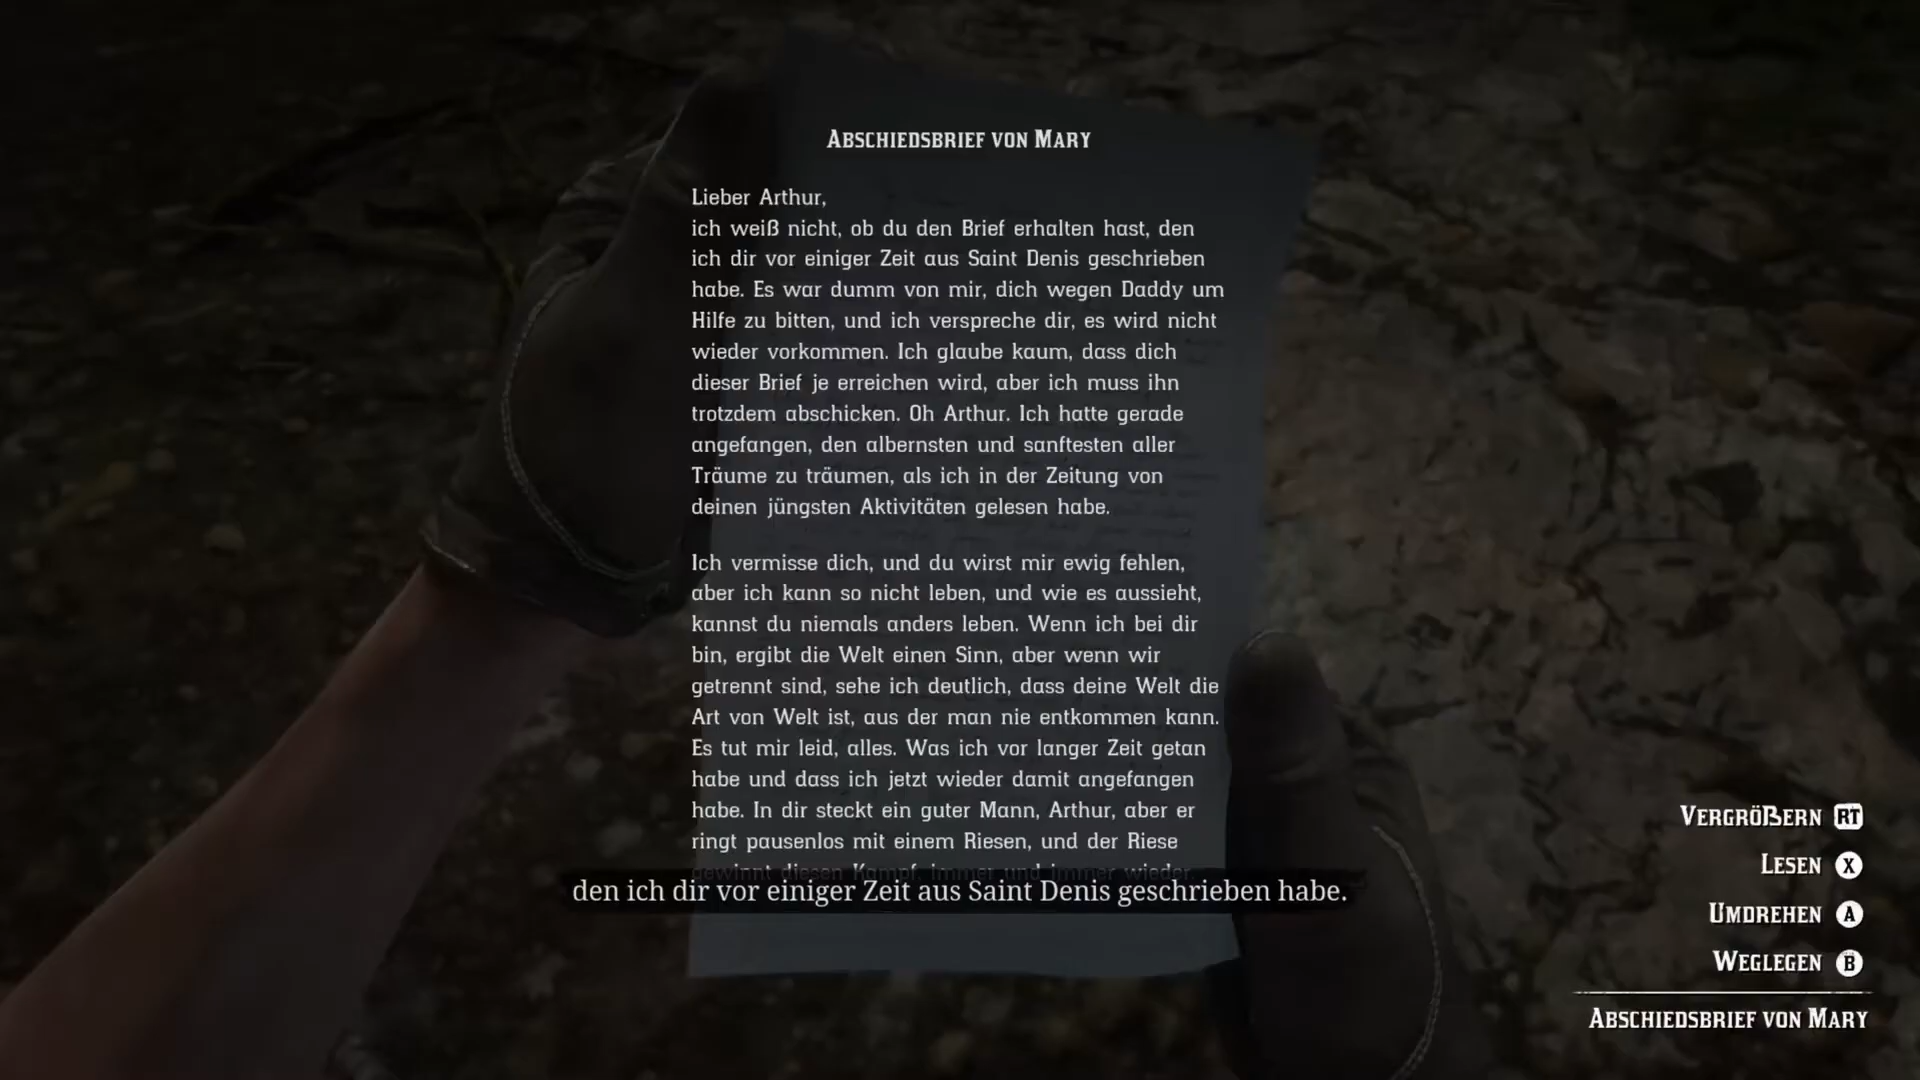 Abschiedsbrief von Mary
Lieber Arthur,
ich weiß nicht, ob du den Brief erhalten hast, den
ich dir vor einiger Zeit aus Saint Denis geschrieben
habe. Es war dumm von mir, dich wegen Daddy um
Hilfe zu bitten, und ich verspreche dir, es wird nicht
wieder vorkommen. Ich glaube kaum, dass dich
dieser Brief je erreichen wird, aber ich muss ihn
trotzdem abschicken. Oh Arthur. Ich hatte gerade
angefangen, den albernsten und sanftesten aller
Träume zu träumen, als ich in der Zeitung von
deinen jüngsten Aktivitäten gelesen habe.
Ich vermisse dich, und du wirst mir ewig fehlen,
aber ich kann so nicht leben, und wie es aussieht,
kannst du niemals anders leben. Wenn ich bei dir
bin, ergibt die Welt einen Sinn, aber wenn wir
getrennt sind, sehe ich deutlich, dass deine Welt die
Art von Welt ist, aus der man nie entkommen kann.
Es tut mir leid, alles. Was ich vor langer Zeit getan
habe und dass ich jetzt wieder damit angefangen
habe. In dir steckt ein guter Mann, Arthur, aber er
ringt pausenlos mit einem Riesen, und der Riese
gewinnt diesen Kampf, immer und immer wieder.
den ich dir vor einiger Zeit aus Saint Denis geschrieben habe.
Vergrößern RT
Lesen X
Umdrehen A
Weglegen B
Abschiedsbrief von Mary